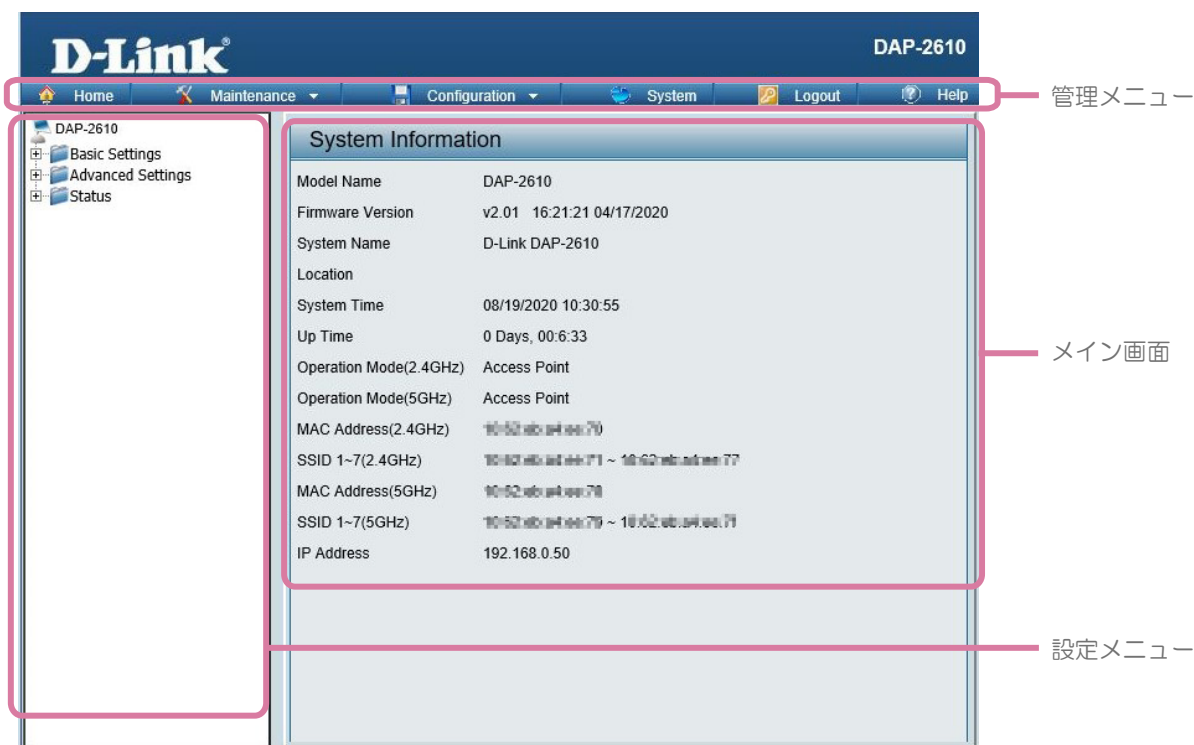 D-Link®
DAP-2610
Home Maintenance Configuration System Logout Help
管理メニュー
DAP-2610
Basic Settings
Advanced Settings
Status
System Information
Model Name DAP-2610
Firmware Version v2.01 16:21:21 04/17/2020
System Name D-Link DAP-2610
Location
System Time 08/19/2020 10:30:55
Up Time 0 Days, 00:6:33
Operation Mode(2.4GHz) Access Point
Operation Mode(5GHz) Access Point
MAC Address(2.4GHz)
SSID 1~7(2.4GHz) ~
MAC Address(5GHz)
SSID 1~7(5GHz) ~
IP Address 192.168.0.50
メイン画面
設定メニュー